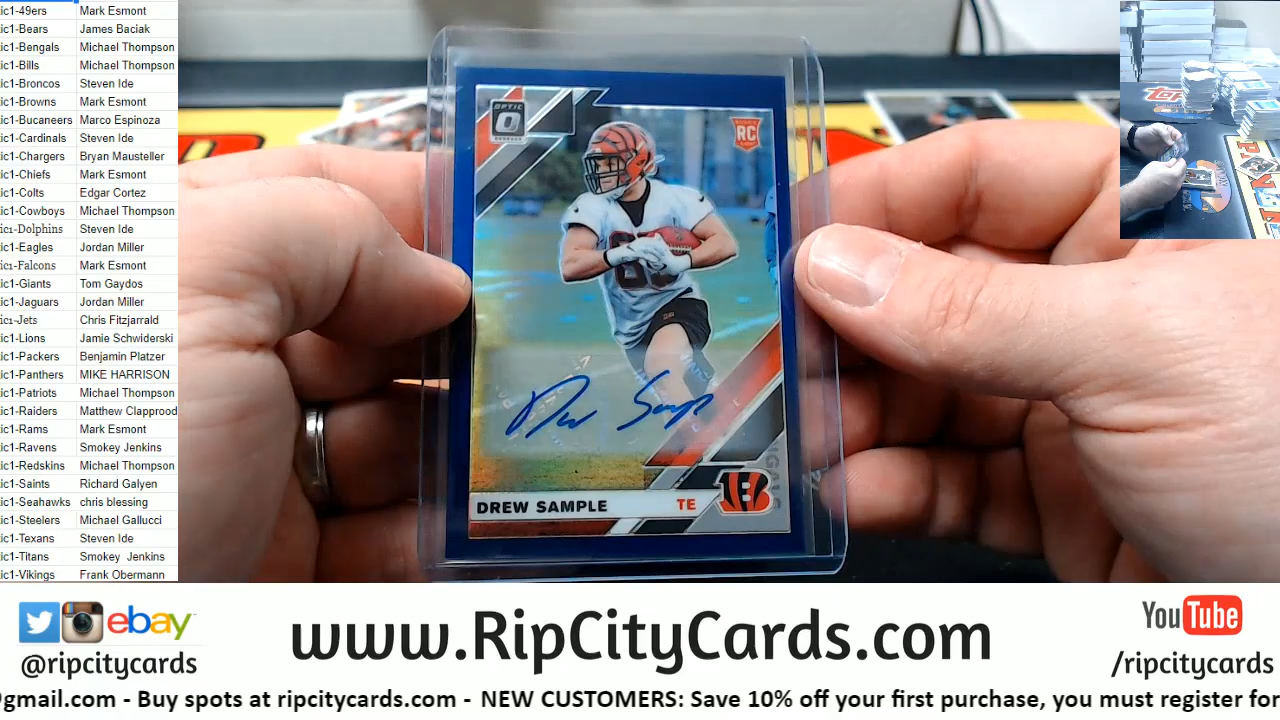 ic1-49ers Mark Esmont
ic1-Bears James Baciak
ic1-Bengals Michael Thompson
ic1-Bills Michael Thompson
ic1-Broncos Steven Ide
ic1-Browns Mark Esmont
ic1-Bucaneers Marco Espinoza
ic1-Cardinals Steven Ide
ic1-Chargers Bryan Mausteller
ic1-Chiefs Mark Esmont
ic1-Colts Edgar Cortez
ic1-Cowboys Michael Thompson
ic1-Dolphins Steven Ide
ic1-Eagles Jordan Miller
ic1-Falcons Mark Esmont
ic1-Giants Tom Gaydos
ic1-Jaguars Jordan Miller
ic1-Jets Chris Fitzjarrald
ic1-Lions Jamie Schwiderski
ic1-Packers Benjamin Platzer
ic1-Panthers MIKE HARRISON
ic1-Patriots Michael Thompson
ic1-Raiders Matthew Clapprood
ic1-Rams Mark Esmont
ic1-Ravens Smokey Jenkins
ic1-Redskins Michael Thompson
ic1-Saints Richard Galyen
ic1-Seahawks chris blessing
ic1-Steelers Michael Gallucci
ic1-Texans Steven Ide
ic1-Titans Smokey Jenkins
ic1-Vikings Frank Obermann
OPTIC
RC
Drew Sample
DREW SAMPLE TE
B
ebay
@ripcitycards
www.RipCityCards.com
YouTube
/ripcitycards
@gmail.com - Buy spots at ripcitycards.com - NEW CUSTOMERS: Save 10% off your first purchase, you must register for